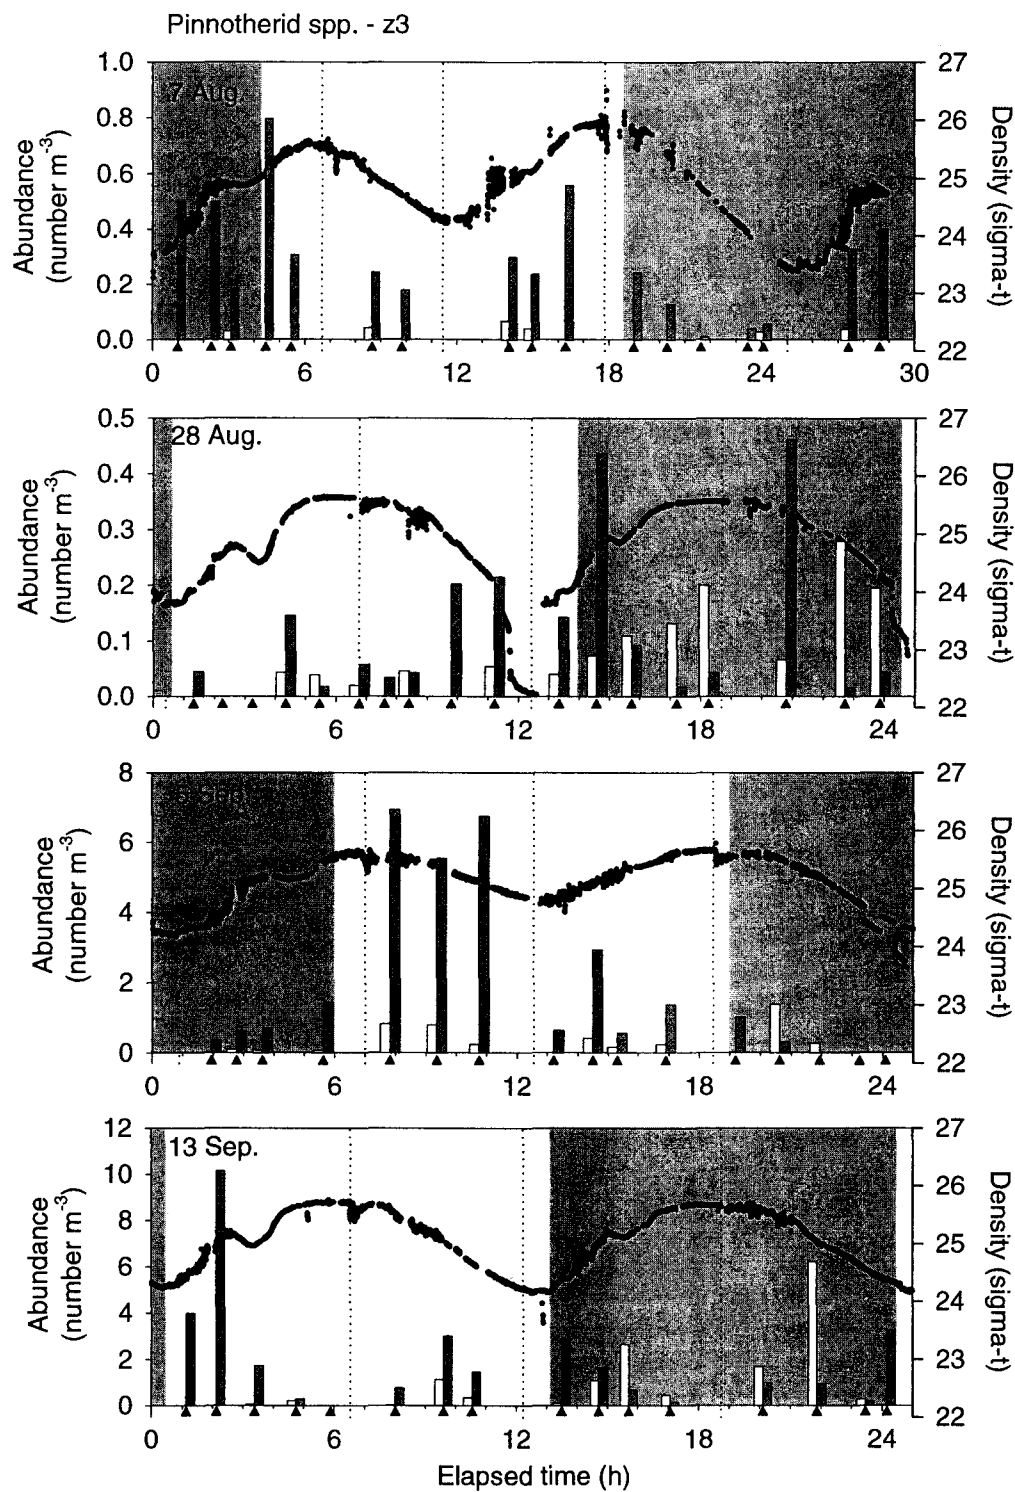 Pinnotherid spp. - z3
1.0
0.8
0.6
0.4
0.2
0.0
Abundance
(number m⁻³)
7 Aug.
27
26
25
24
23
22
Density (sigma-t)
0 6 12 18 24 30
0.5
0.4
0.3
0.2
0.1
0.0
Abundance
(number m⁻³)
28 Aug.
27
26
25
24
23
22
Density (sigma-t)
0 6 12 18 24
8
6
4
2
0
Abundance
(number m⁻³)
Sep.
27
26
25
24
23
22
Density (sigma-t)
0 6 12 18 24
12
10
8
6
4
2
0
Abundance
(number m⁻³)
13 Sep.
27
26
25
24
23
22
Density (sigma-t)
0 6 12 18 24
Elapsed time (h)